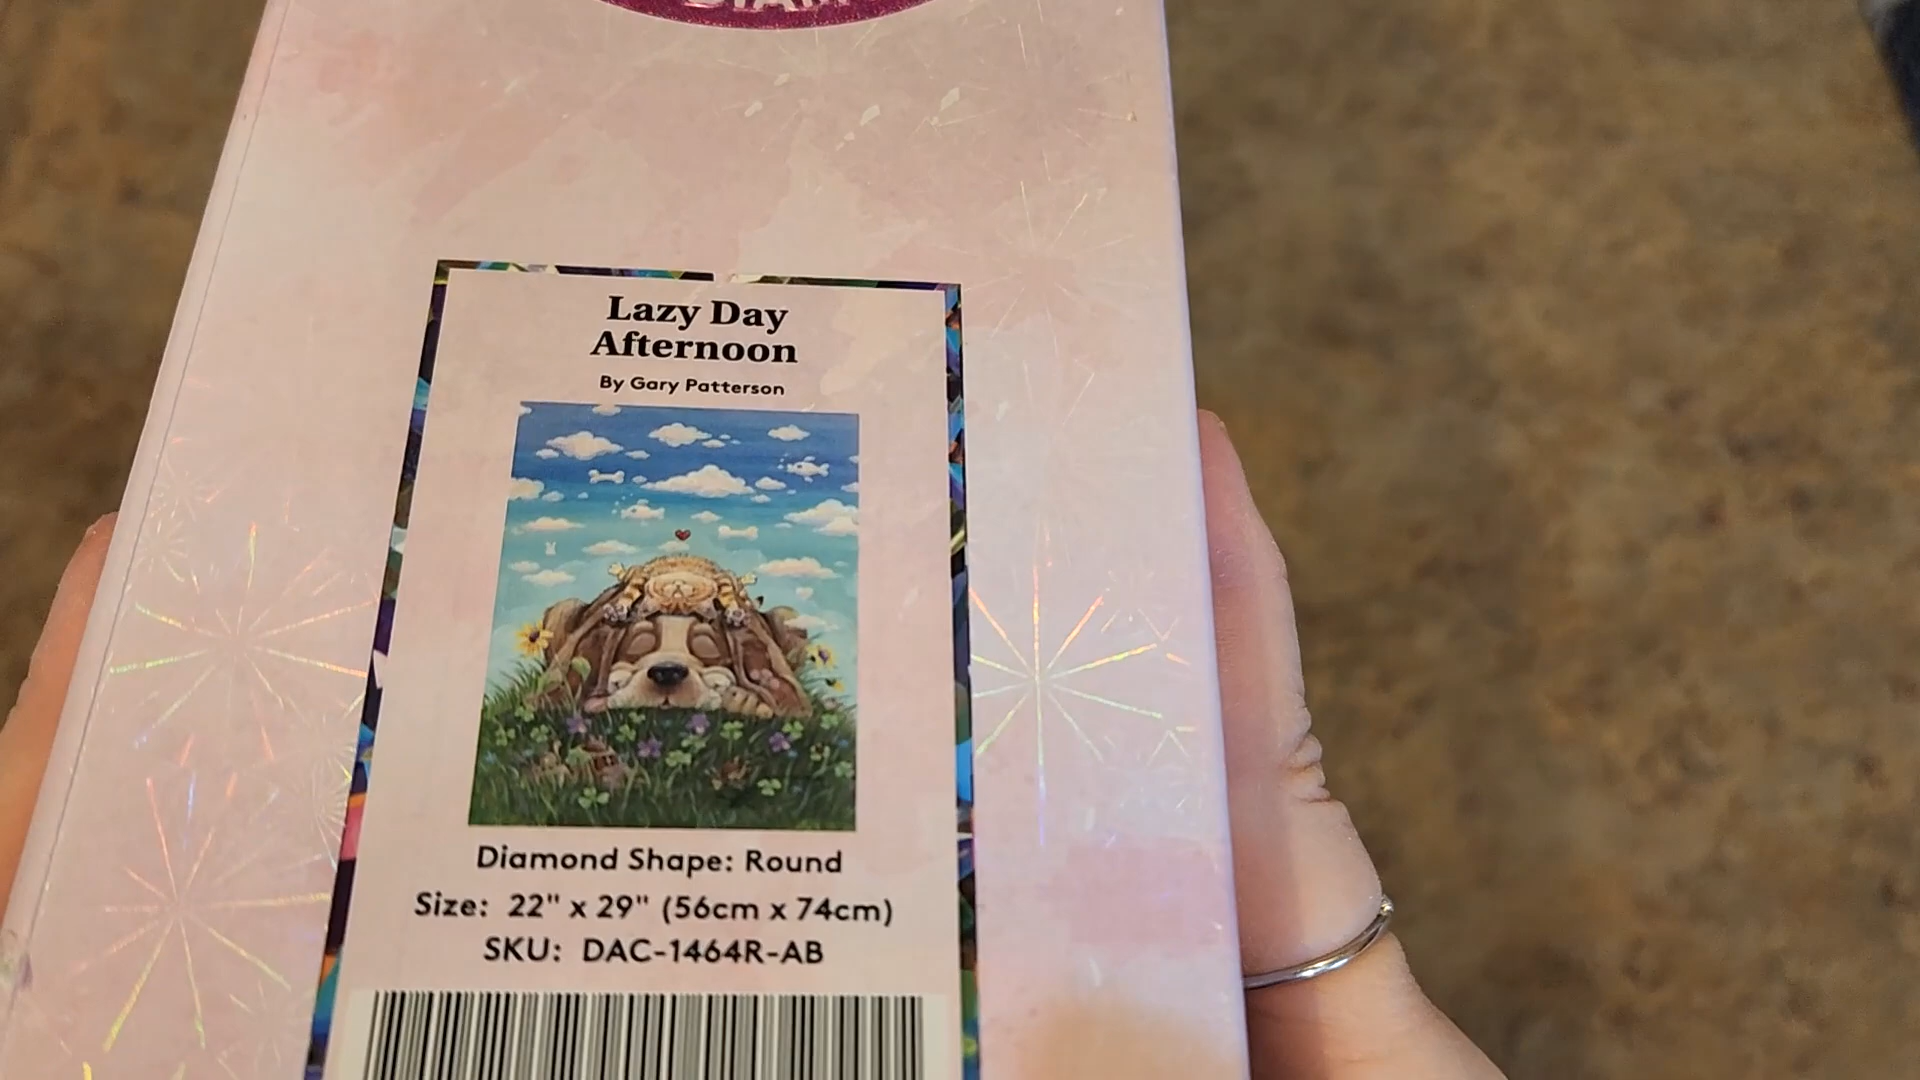 Lazy Day
Afternoon
By Gary Patterson
Diamond Shape: Round
Size: 22" x 29" (56cm x 74cm)
SKU: DAC-1464R-AB